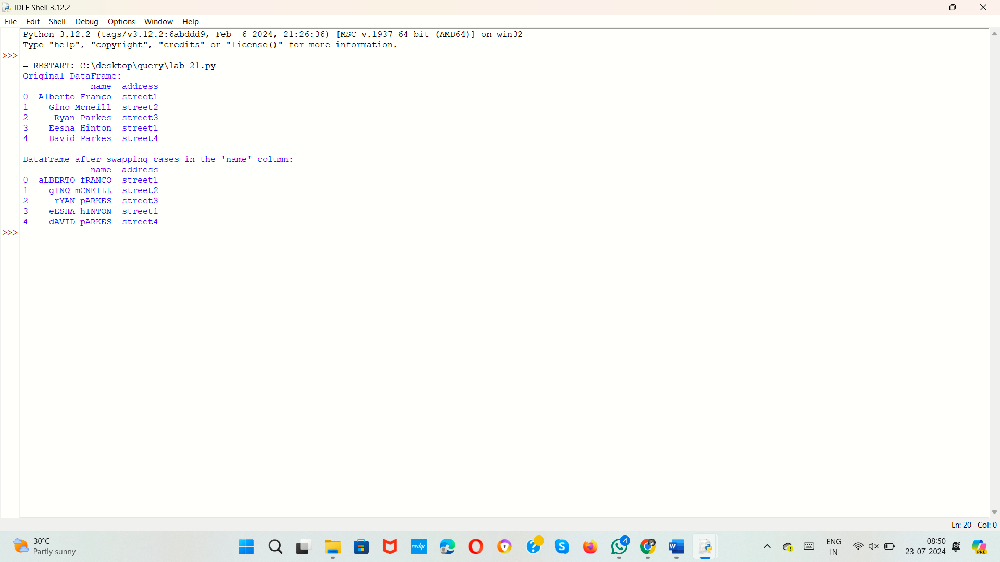 IDLE Shell 3.12.2
File Edit Shell Debug Options Window Help
Python 3.12.2 (tags/v3.12.2:6abddd9, Feb  6 2024, 21:26:36) [MSC v.1937 64 bit (AMD64)] on win32
Type "help", "copyright", "credits" or "license()" for more information.
>>>
= RESTART: C:\desktop\query\lab 21.py
Original DataFrame:
             name  address
0  Alberto Franco  street1
1    Gino Mcneill  street2
2     Ryan Parkes  street3
3    Eesha Hinton  street1
4    David Parkes  street4
DataFrame after swapping cases in the 'name' column:
             name  address
0  aLBERTO fRANCO  street1
1    gINO mCNEILL  street2
2     rYAN pARKES  street3
3    eESHA hINTON  street1
4    dAVID pARKES  street4
>>>
Ln: 20 Col: 0
30°C
Partly sunny
myhp
?
S
4
W
ENG
IN
08:50
23-07-2024
PRE